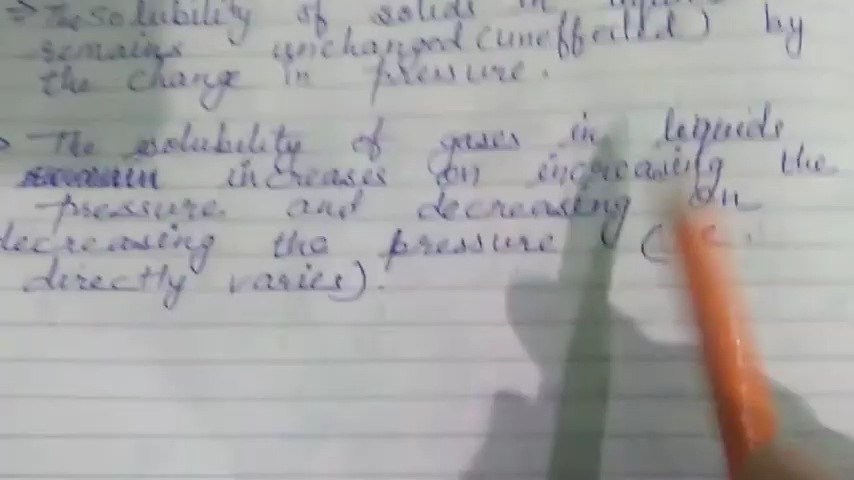 ⇒ The solubility of solids in
remains unchanged (uneffected) by
the change in pressure.
The solubility of gases in liquids
increases on increasing the
pressure and decreasing on
decreasing the pressure (i.e.
directly varies).